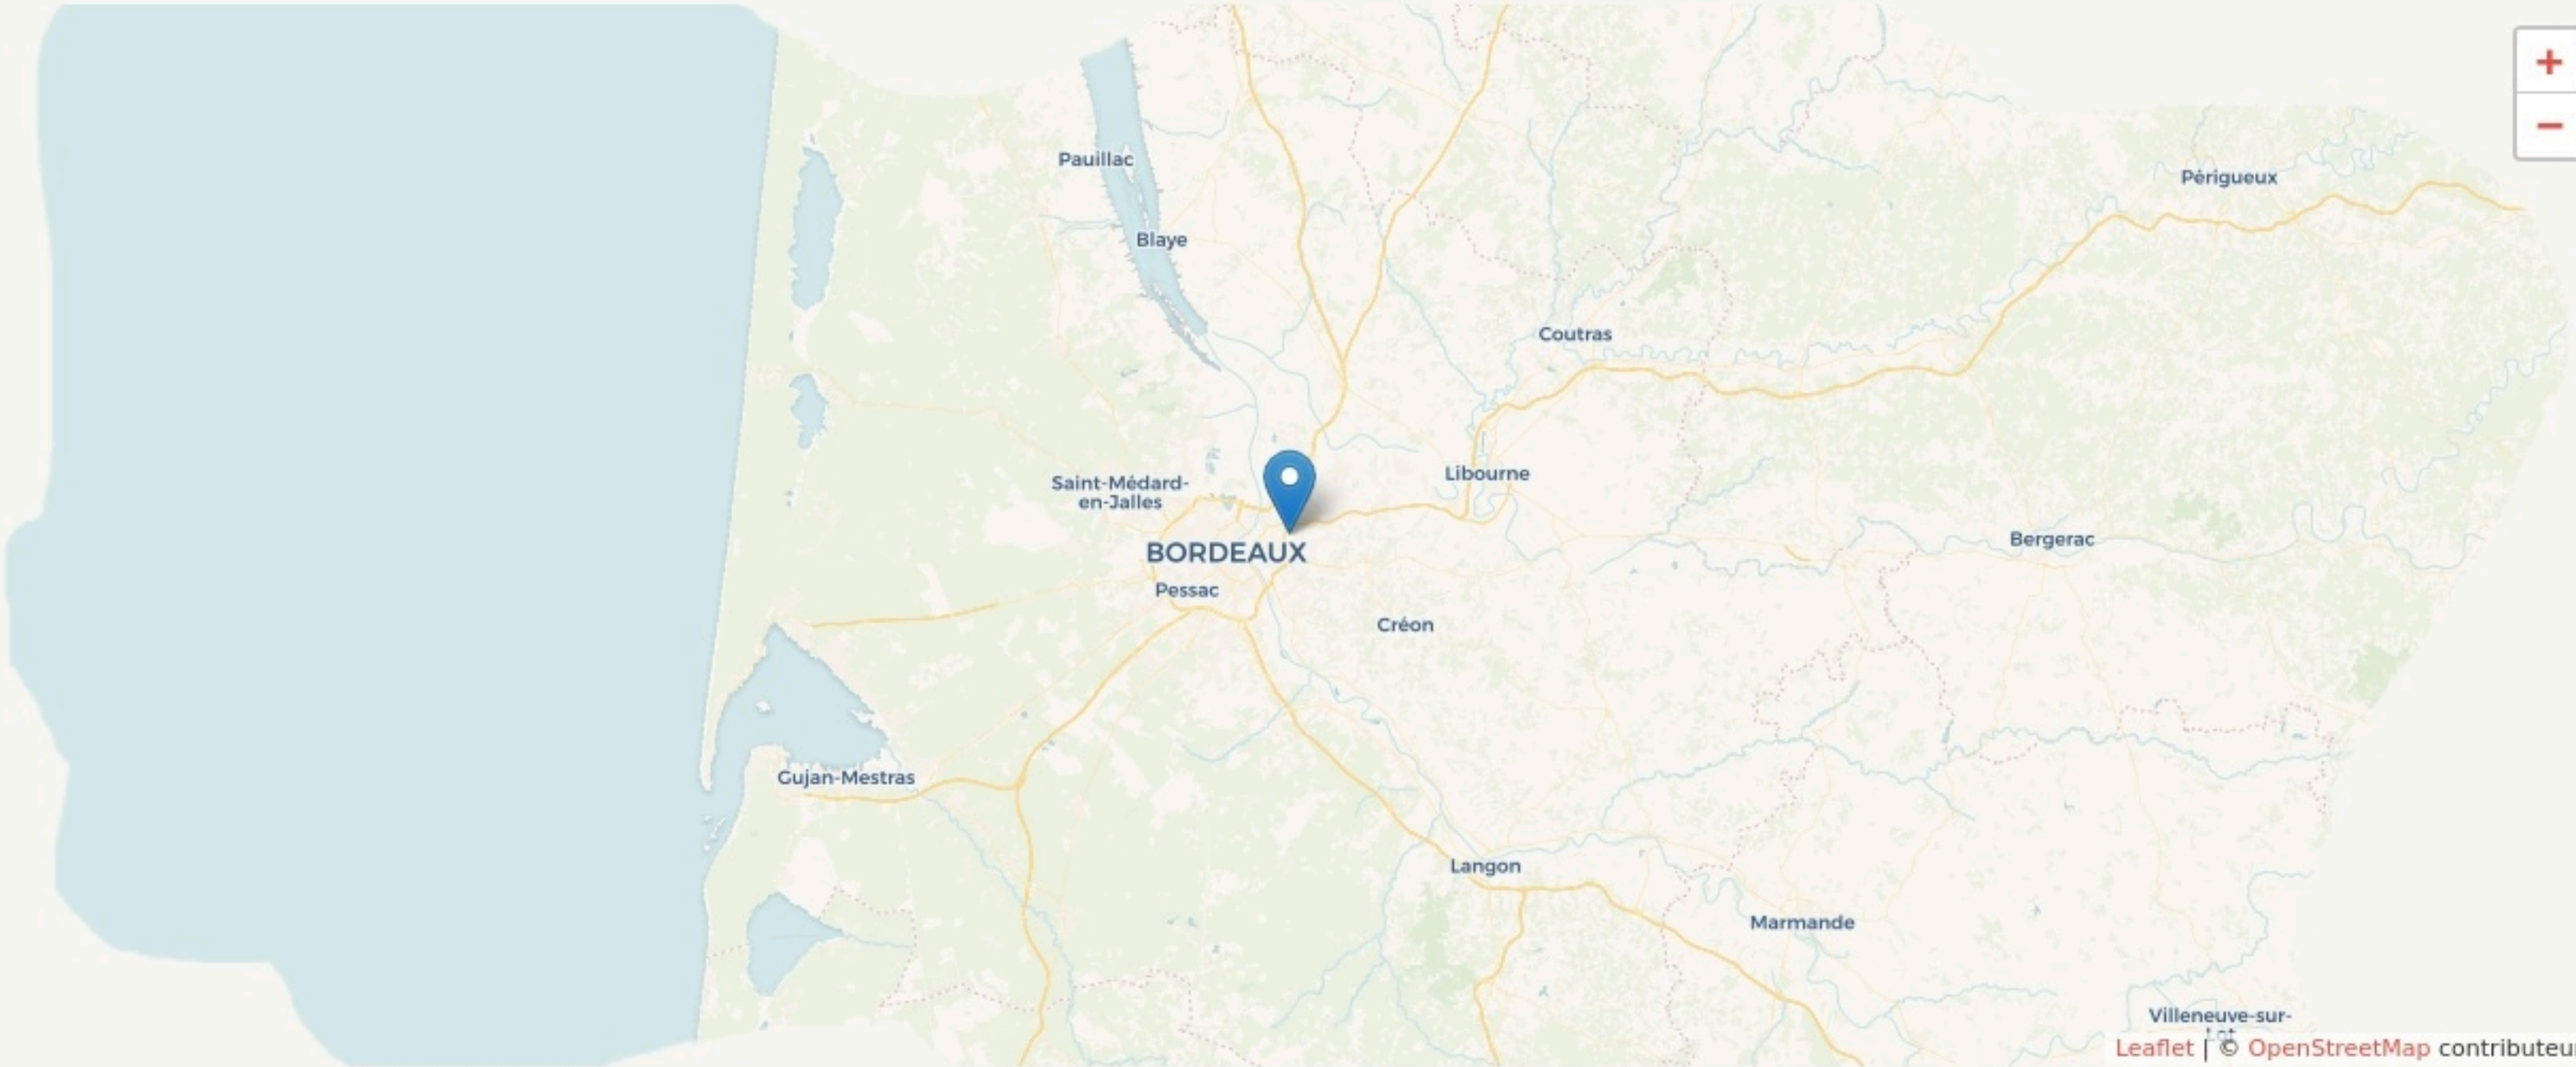 +
−
Pauillac
Périgueux
Blaye
Coutras
Libourne
Saint-Médard-
en-Jalles
Bergerac
BORDEAUX
Pessac
Créon
Gujan-Mestras
Langon
Marmande
Villeneuve-sur-
Lot
Leaflet | © OpenStreetMap contributeu